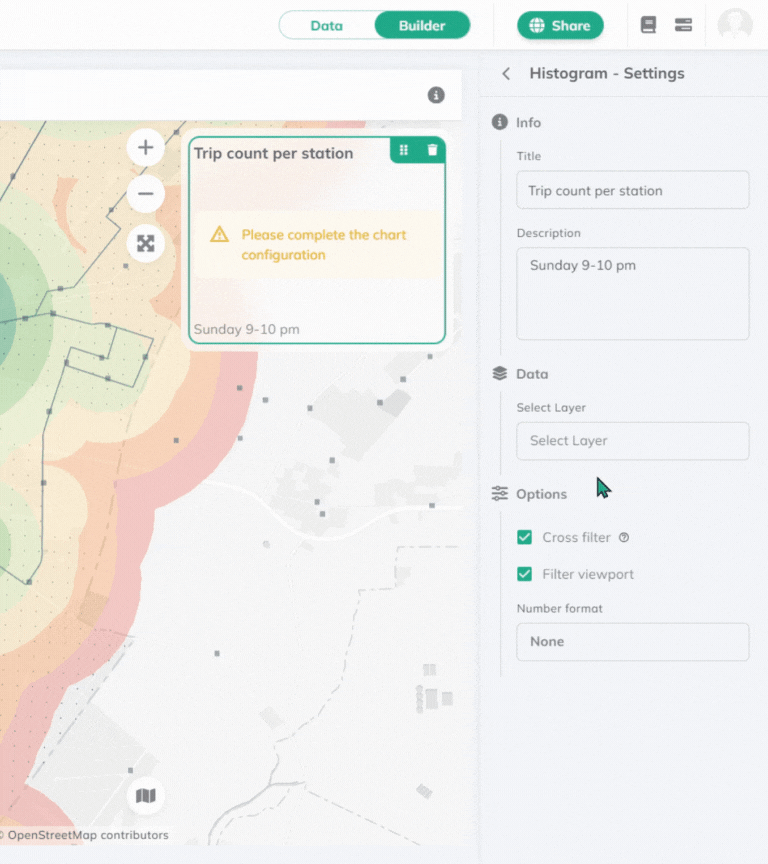 Data
Builder
Share
Histogram - Settings
Info
Title
Trip count per station
Description
Sunday 9-10 pm
Data
Select Layer
Select Layer
Options
Cross filter
Filter viewport
Number format
None
Trip count per station
Please complete the chart
configuration
Sunday 9-10 pm
© OpenStreetMap contributors